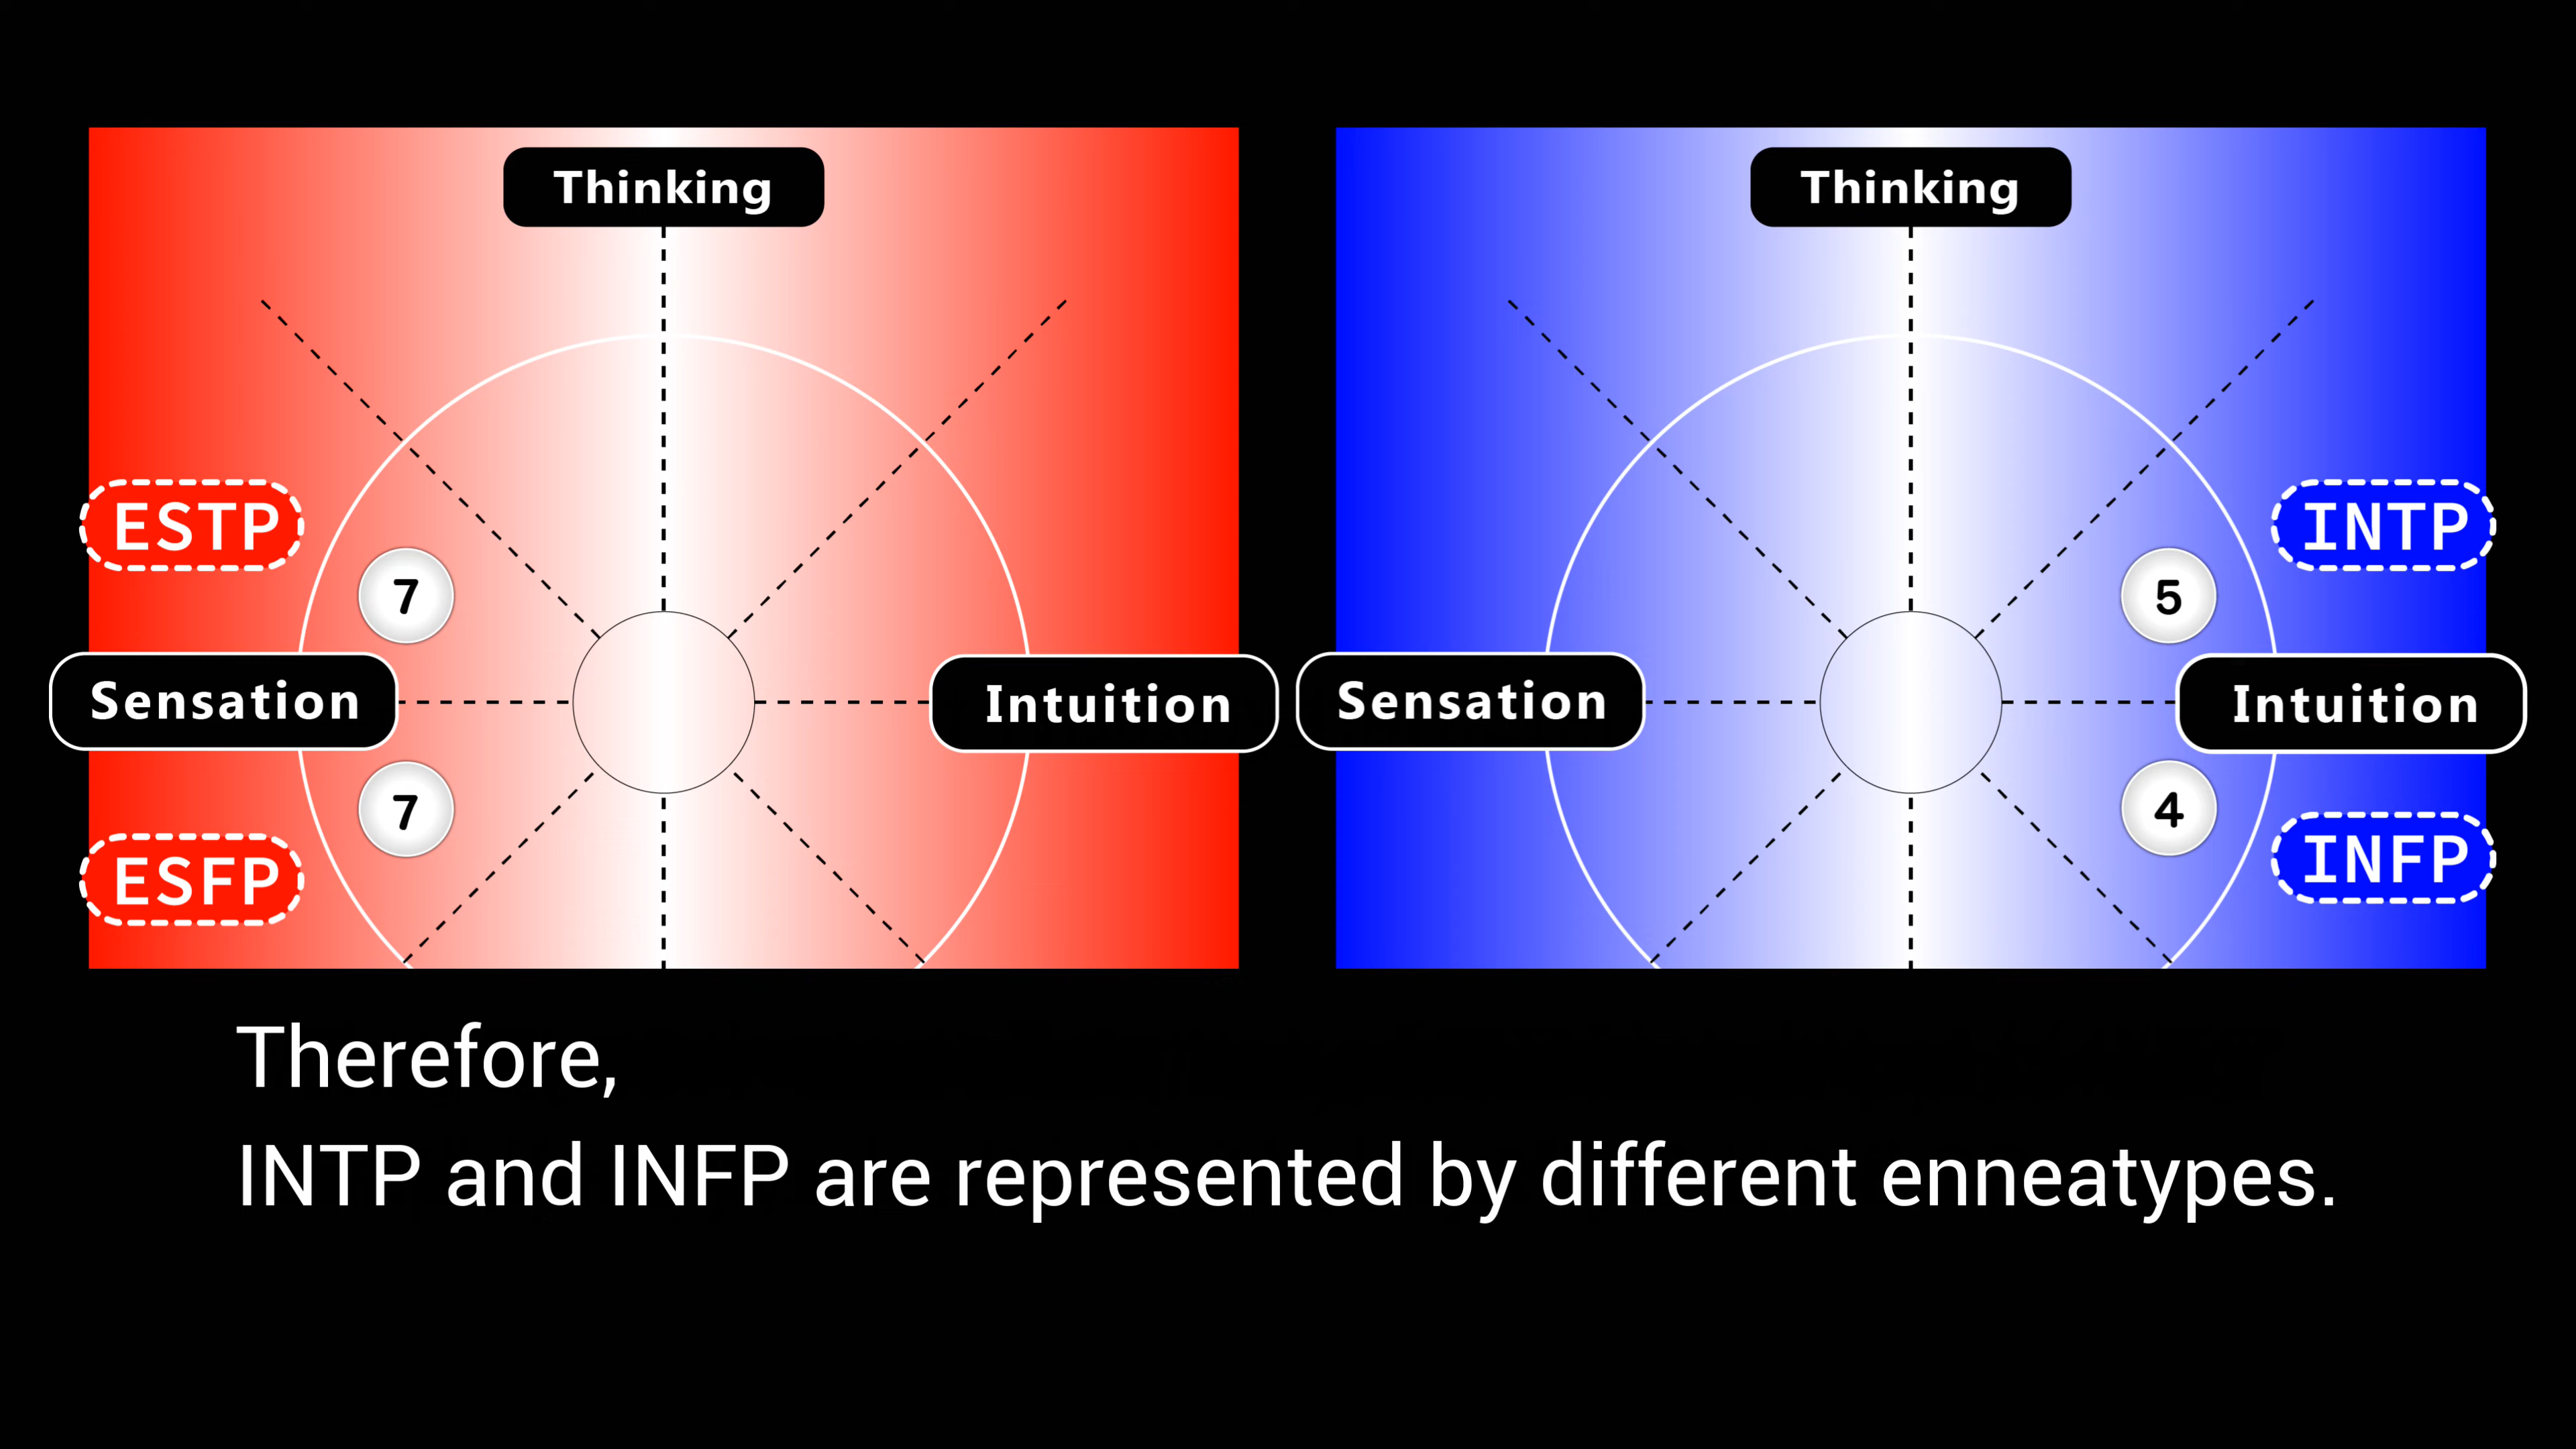 Thinking
ESTP
7
Sensation
Intuition
7
ESFP
Thinking
INTP
5
Sensation
Intuition
4
INFP
Therefore,
INTP and INFP are represented by different enneatypes.